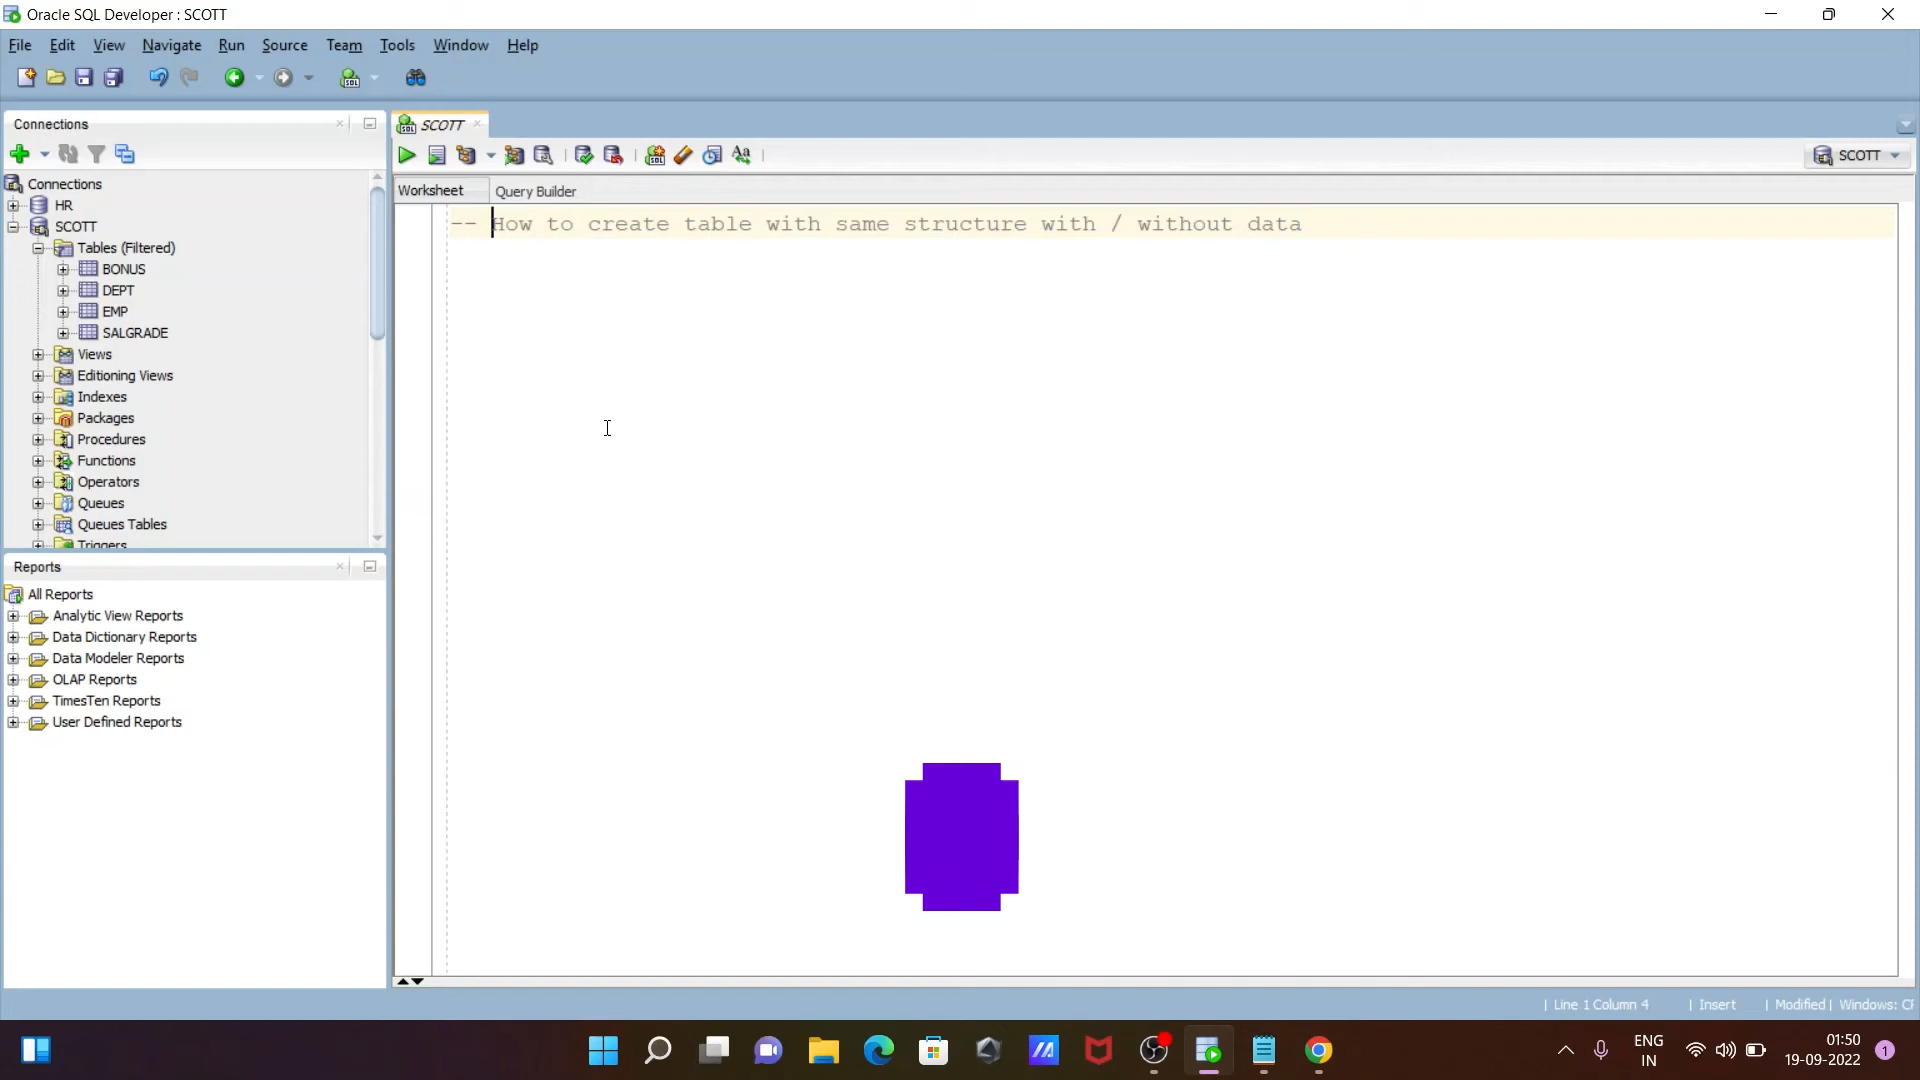 Oracle SQL Developer : SCOTT
File Edit View Navigate Run Source Team Tools Window Help
Connections
SCOTT
SQL
Aa
SCOTT
Worksheet
Query Builder
Connections
HR
SCOTT
Tables (Filtered)
BONUS
DEPT
EMP
SALGRADE
Views
Editioning Views
Indexes
Packages
Procedures
Functions
Operators
Queues
Queues Tables
Triggers
-- How to create table with same structure with / without data
Reports
All Reports
Analytic View Reports
Data Dictionary Reports
Data Modeler Reports
OLAP Reports
TimesTen Reports
User Defined Reports
| Line 1 Column 4 | Insert | Modified | Windows: CF
ENG
IN
01:50
19-09-2022
1